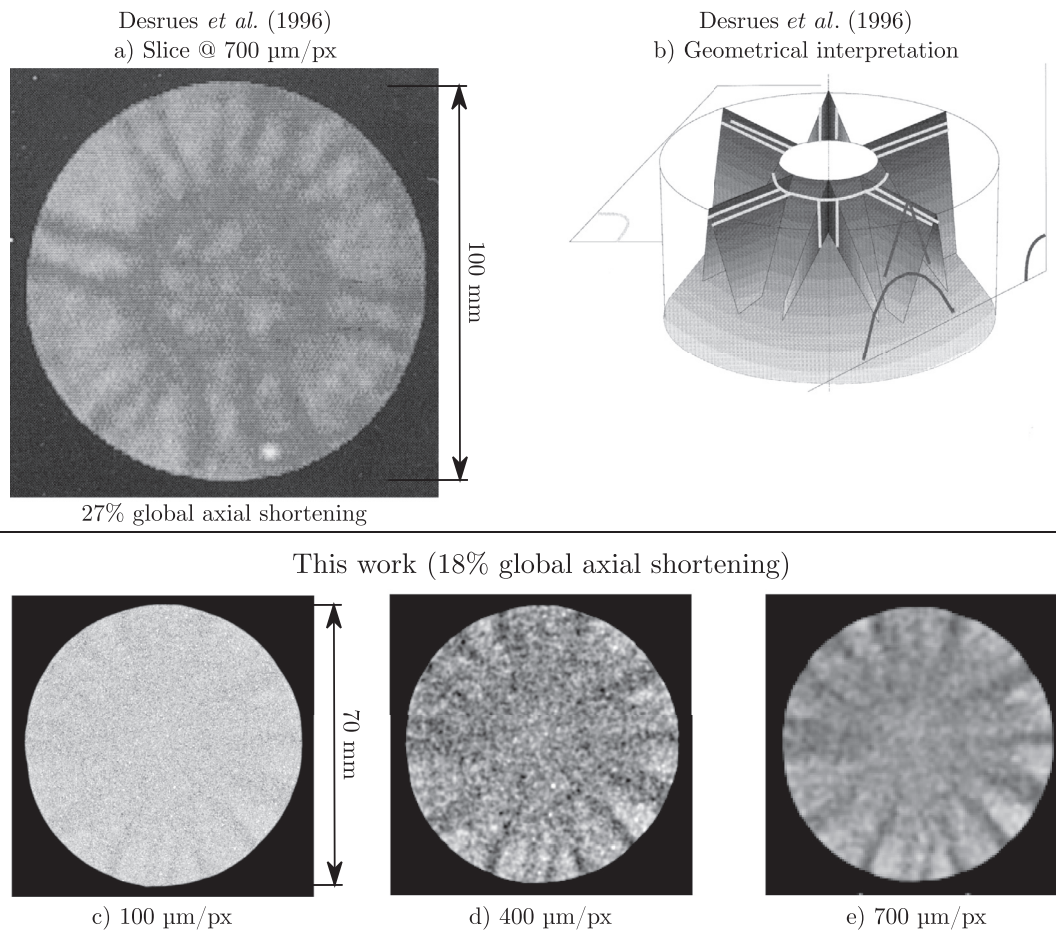 Desrues et al. (1996)
a) Slice @ 700 µm/px
Desrues et al. (1996)
b) Geometrical interpretation
100 mm
27% global axial shortening
This work (18% global axial shortening)
70 mm
c) 100 µm/px
d) 400 µm/px
e) 700 µm/px